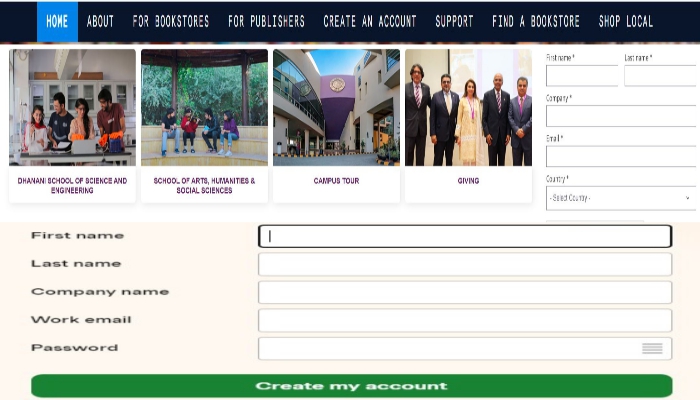 HOME ABOUT FOR BOOKSTORES FOR PUBLISHERS CREATE AN ACCOUNT SUPPORT FIND A BOOKSTORE SHOP LOCAL
First name * Last name *
Company *
Email *
Country *
- Select Country -
DHANANI SCHOOL OF SCIENCE AND
ENGINEERING
SCHOOL OF ARTS, HUMANITIES &
SOCIAL SCIENCES
CAMPUS TOUR
GIVING
First name
Last name
Company name
Work email
Password
Create my account